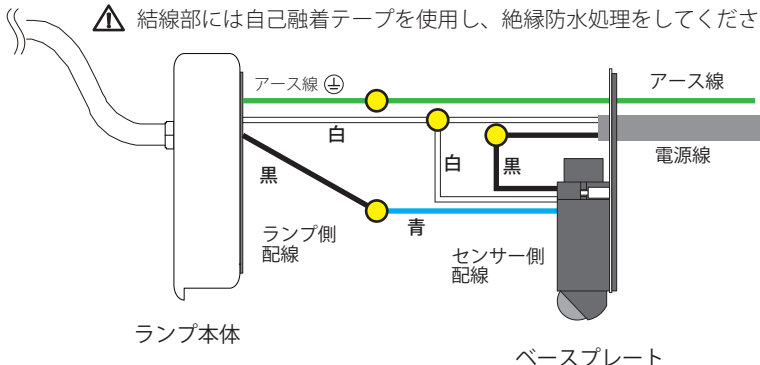 結線部には自己融着テープを使用し、絶縁防水処理をしてくださ
アース線
アース線
白
電源線
白
黒
黒
青
ランプ側
配線
センサー側
配線
ランプ本体
ベースプレート